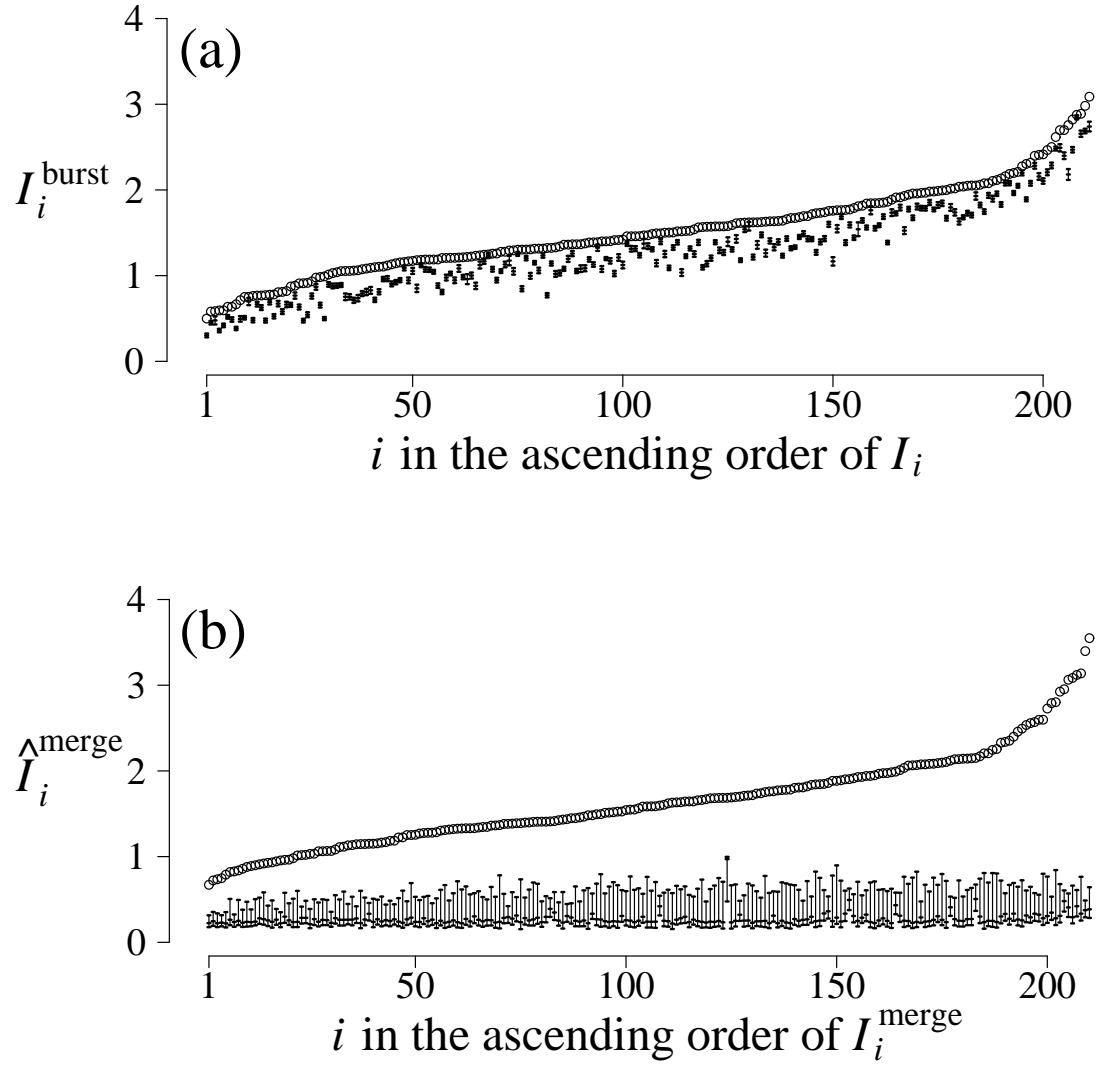 (a)
4
3
2
1
0
I_i^burst
1 50 100 150 200
i in the ascending order of I_i
(b)
4
3
2
1
0
Î_i^merge
1 50 100 150 200
i in the ascending order of I_i^merge